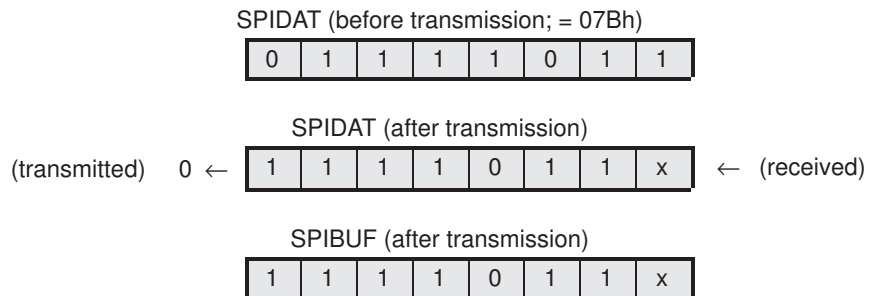 SPIDAT (before transmission; = 07Bh)
0 1 1 1 1 0 1 1
SPIDAT (after transmission)
(transmitted) 0 ← 1 1 1 1 0 1 1 x ← (received)
SPIBUF (after transmission)
1 1 1 1 0 1 1 x